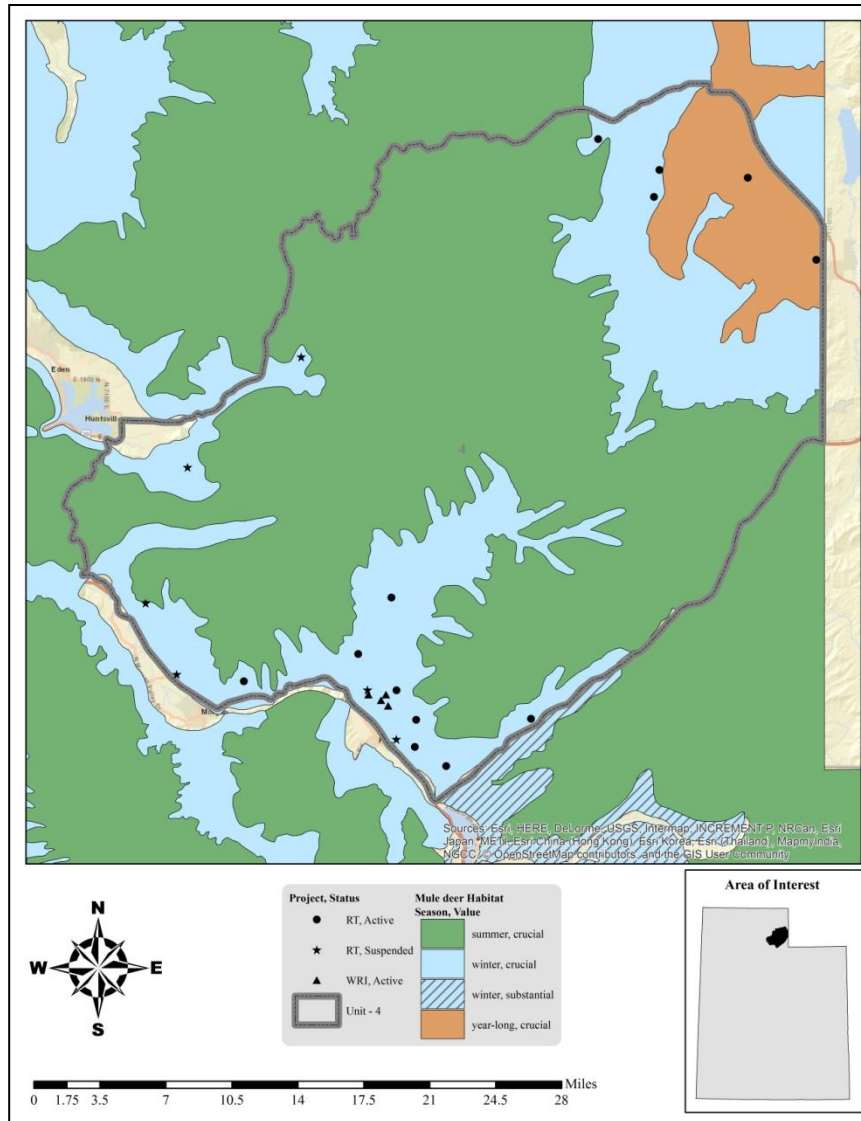 Eden
E 1900 N
Huntsvill
E
4
Sources: Esri, HERE, DeLorme, USGS, Intermap, INCREMENT P, NRCan, Esri
Japan, METI, Esri China (Hong Kong), Esri Korea, Esri (Thailand), MapmyIndia,
NGCC, © OpenStreetMap contributors, and the GIS User Community
N
W E
S
Project, Status
RT, Active
RT, Suspended
WRI, Active
Unit - 4
Mule deer Habitat
Season, Value
summer, crucial
winter, crucial
winter, substantial
year-long, crucial
Area of Interest
Miles
0 1.75 3.5 7 10.5 14 17.5 21 24.5 28